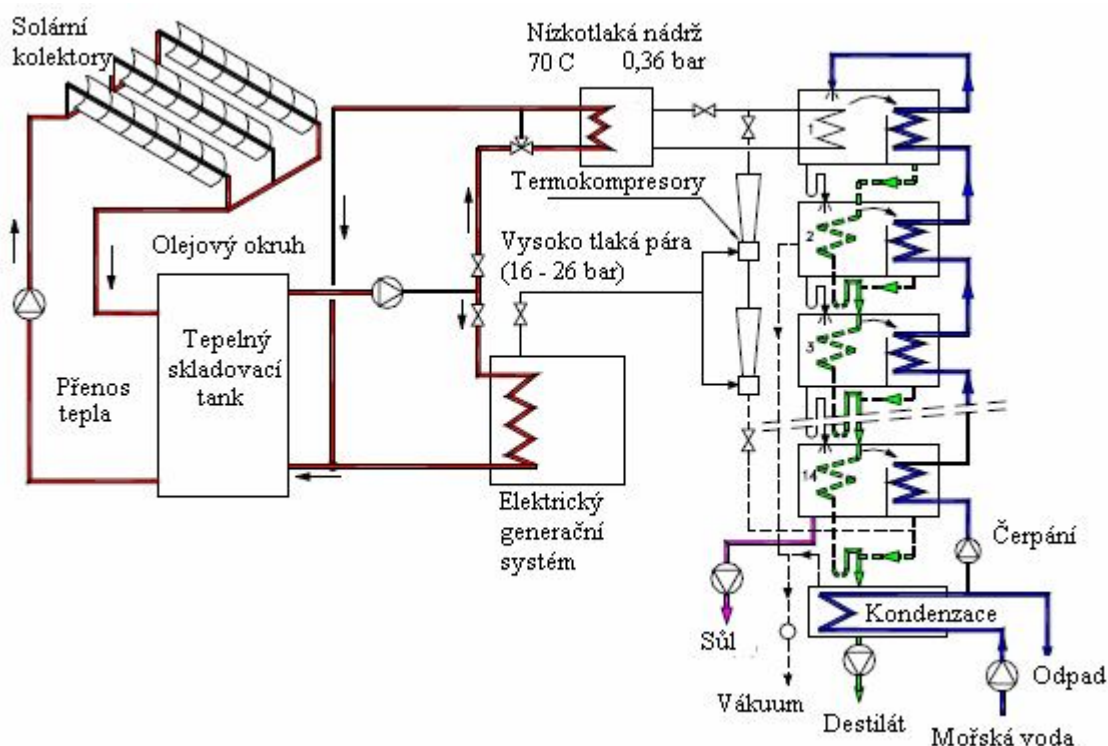 Solární
kolektory
Nízkotlaká nádrž
70 C 0,36 bar
Termokompresory
Olejový okruh
Vysoko tlaká pára
(16 - 26 bar)
Tepelný
skladovací
tank
Přenos
tepla
Elektrický
generační
systém
1
2
3
14
Čerpání
Kondenzace
Sůl
Odpad
Vákuum
Destilát
Mořská voda